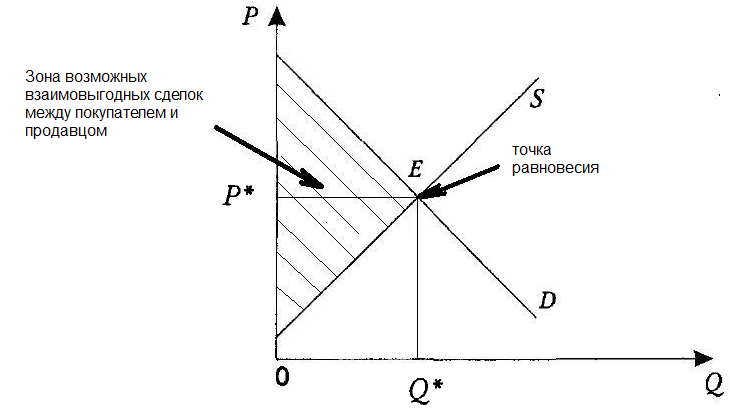 P
Зона возможных
взаимовыгодных сделок
между покупателем и
продавцом
S
точка
равновесия
E
P*
D
0
Q*
Q